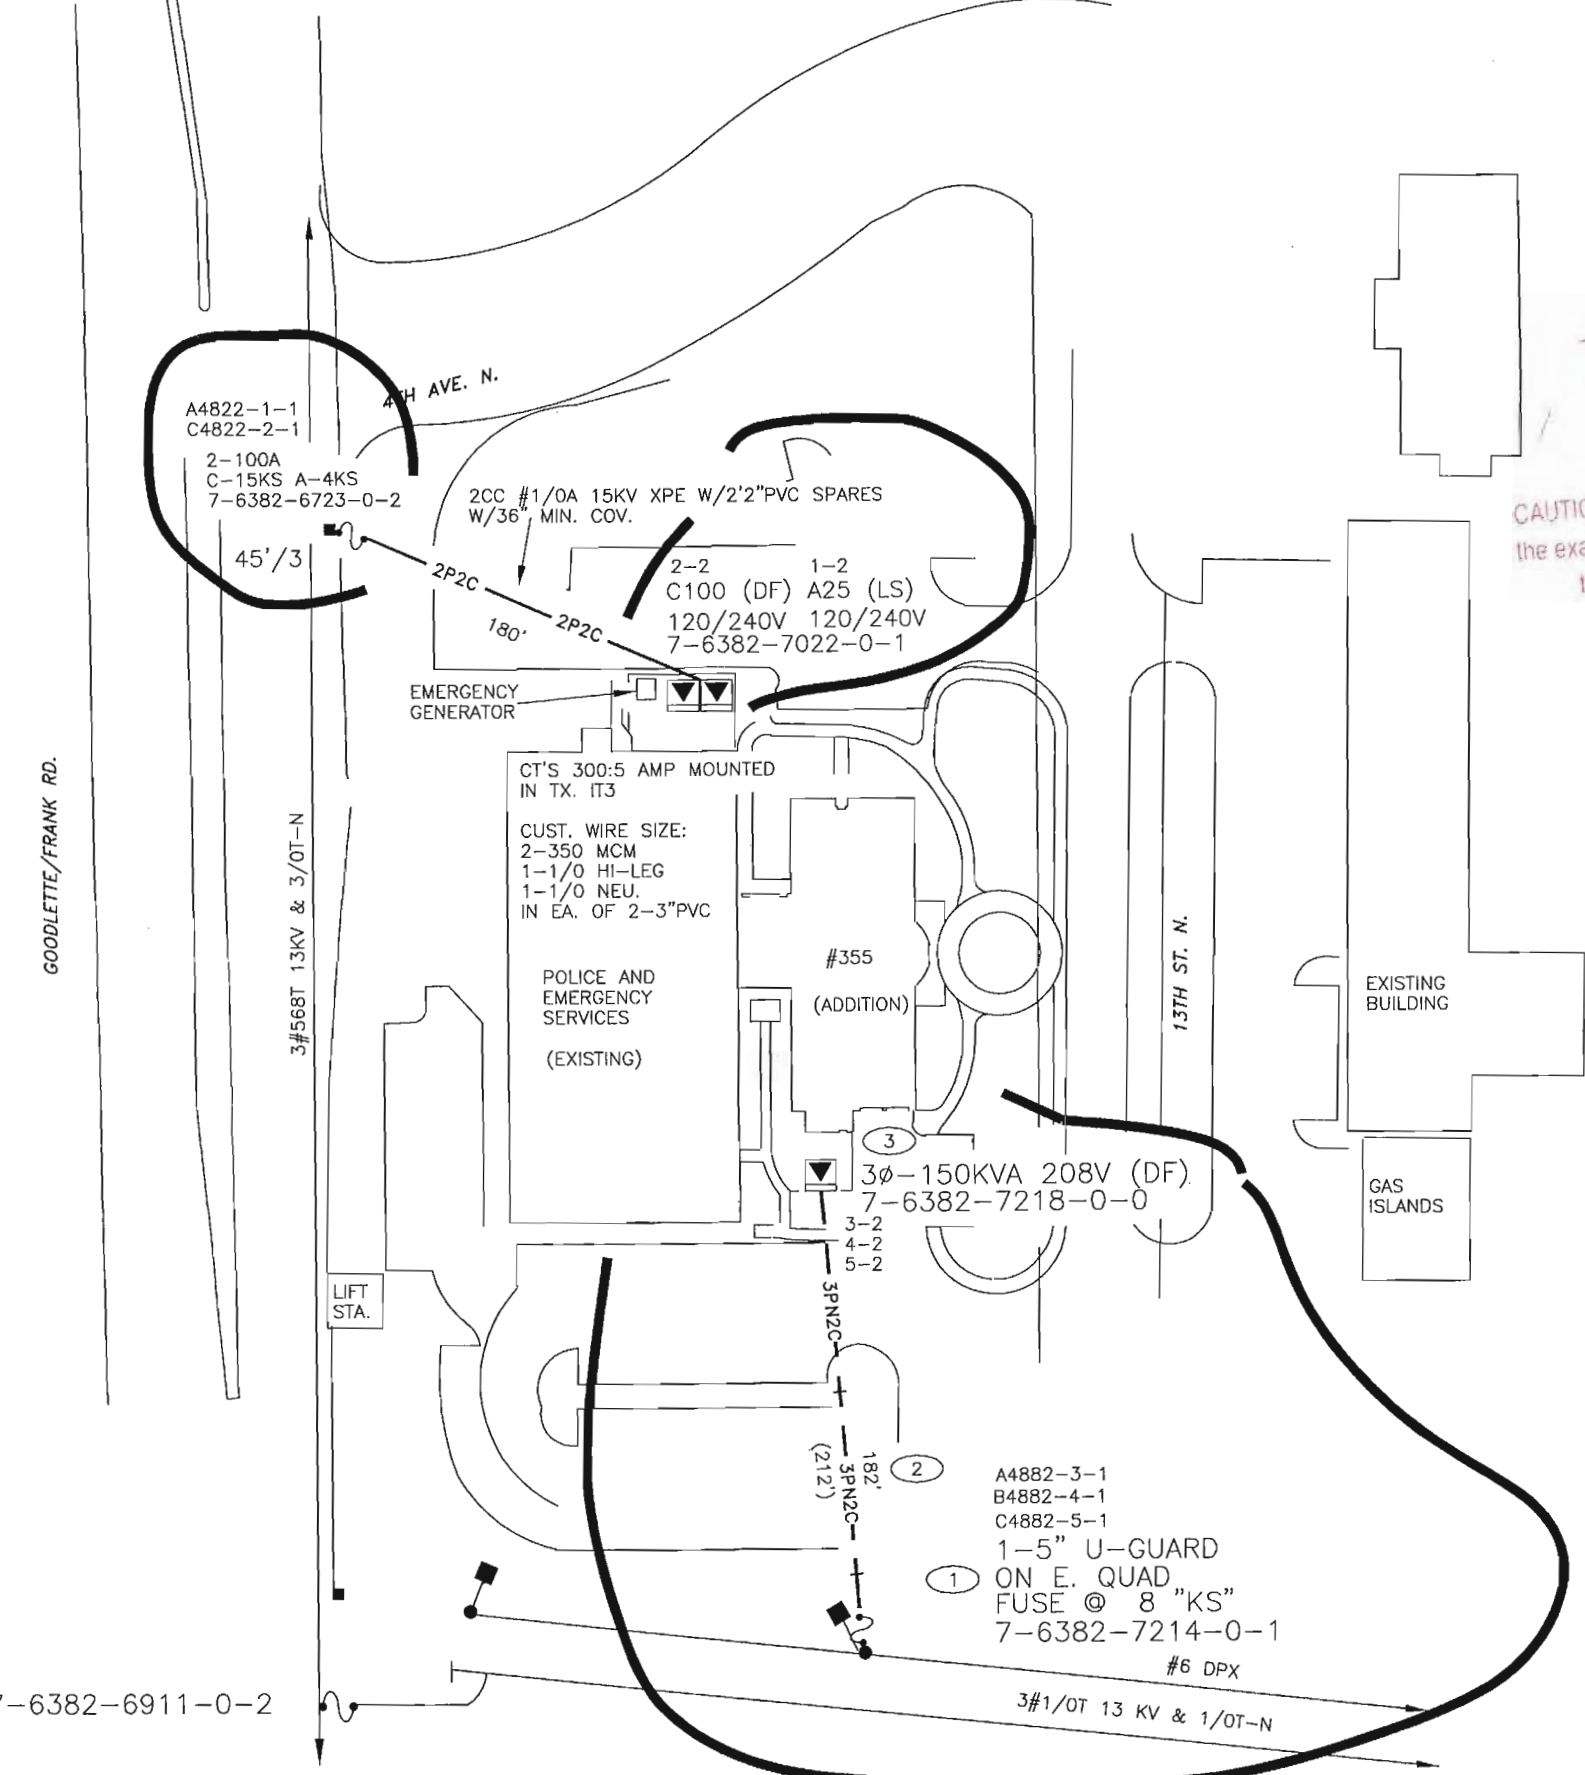 4TH AVE. N.
A4822-1-1
C4822-2-1
2-100A
C-15KS A-4KS
7-6382-6723-0-2
45'/3
2CC #1/0A 15KV XPE W/2'2"PVC SPARES
W/36" MIN. COV.
2P2C
2P2C
180'
2-2 1-2
C100 (DF) A25 (LS)
120/240V 120/240V
7-6382-7022-0-1
CAUTIO
the exa
EMERGENCY
GENERATOR
CT'S 300:5 AMP MOUNTED
IN TX. IT3
CUST. WIRE SIZE:
2-350 MCM
1-1/0 HI-LEG
1-1/0 NEU.
IN EA. OF 2-3"PVC
GOODLETTE/FRANK RD.
3#568T 13KV & 3/0T-N
POLICE AND
EMERGENCY
SERVICES
(EXISTING)
#355
(ADDITION)
13TH ST. N.
EXISTING
BUILDING
GAS
ISLANDS
3
3ø-150KVA 208V (DF)
7-6382-7218-0-0
3-2
4-2
5-2
LIFT
STA.
3PN2C
3PN2C
182'
(212')
2
A4882-3-1
B4882-4-1
C4882-5-1
1-5" U-GUARD
1 ON E. QUAD
FUSE @ 8 "KS"
7-6382-7214-0-1
#6 DPX
3#1/0T 13 KV & 1/0T-N
7-6382-6911-0-2